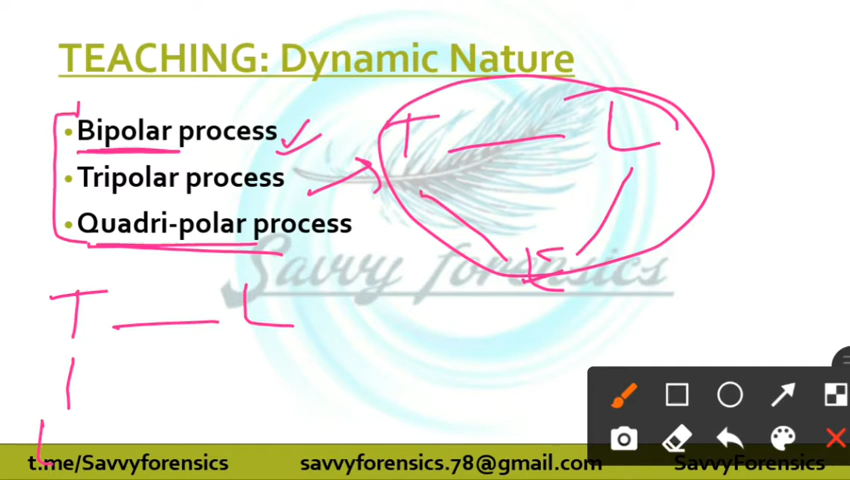 TEACHING: Dynamic Nature
• Bipolar process
• Tripolar process
• Quadri-polar process
T — L
E
Savvy forensics
T — L
L
t.me/Savvyforensics savvyforensics.78@gmail.com SavvyForensics